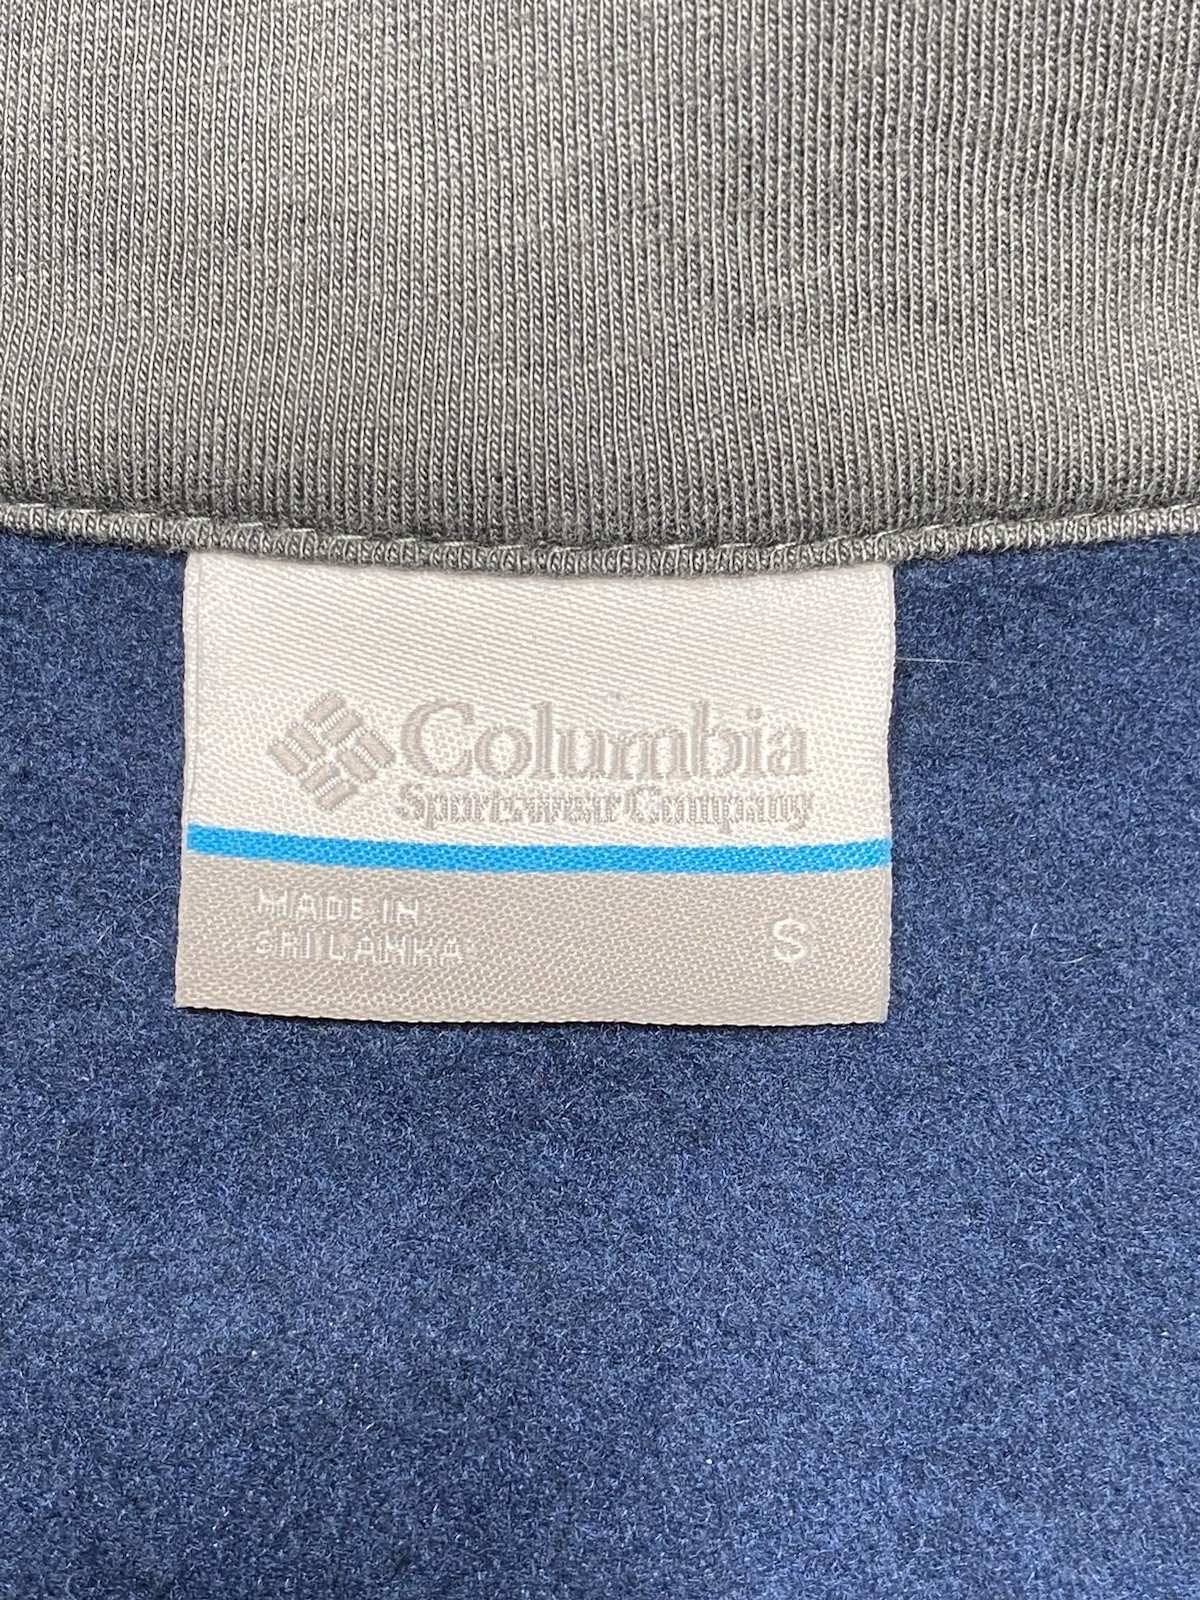 Columbia
Sportswear Company
MADE IN
SRI LANKA
S